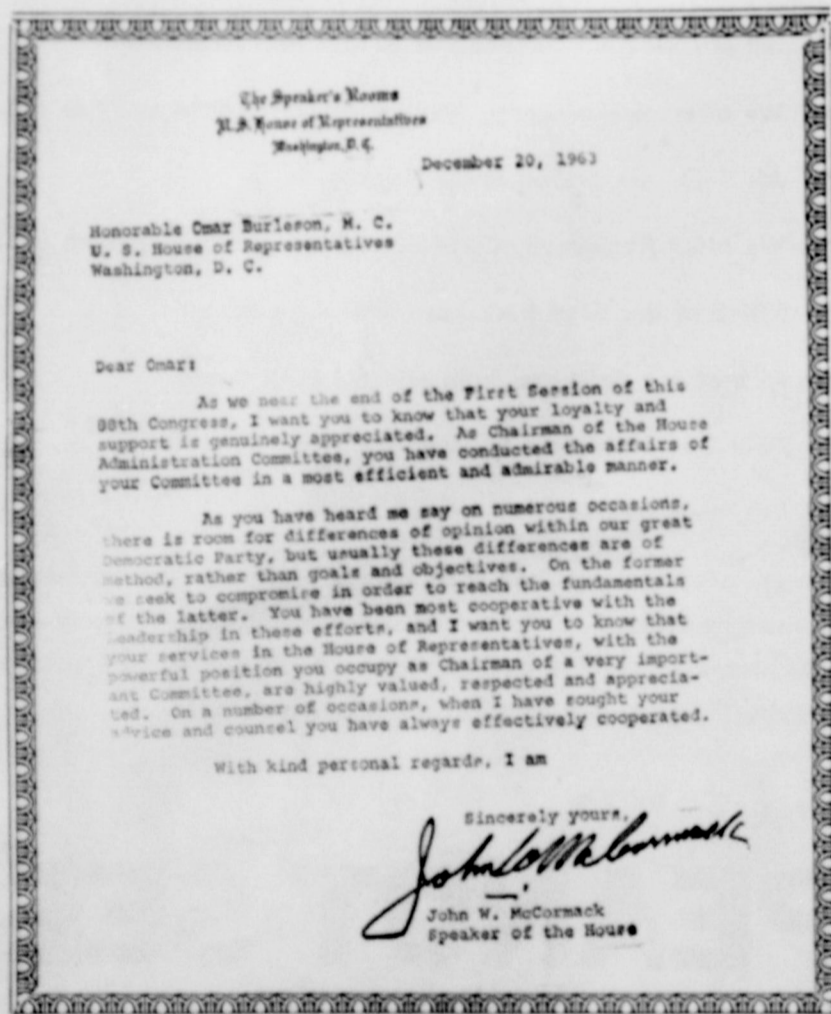 The Speaker's Rooms
U.S. House of Representatives
Washington, D. C.
December 20, 1963
Honorable Omar Burleson, M. C.
U. S. House of Representatives
Washington, D. C.
Dear Omar:
As we near the end of the First Session of this
88th Congress, I want you to know that your loyalty and
support is genuinely appreciated. As Chairman of the House
Administration Committee, you have conducted the affairs of
your Committee in a most efficient and admirable manner.
As you have heard me say on numerous occasions,
there is room for differences of opinion within our great
Democratic Party, but usually these differences are of
method, rather than goals and objectives. On the former
we seek to compromise in order to reach the fundamentals
of the latter. You have been most cooperative with the
Leadership in these efforts, and I want you to know that
your services in the House of Representatives, with the
powerful position you occupy as Chairman of a very import-
ant Committee, are highly valued, respected and apprecia-
ted. On a number of occasions, when I have sought your
advice and counsel you have always effectively cooperated.
With kind personal regards, I am
Sincerely yours,
John W. McCormack
John W. McCormack
Speaker of the House